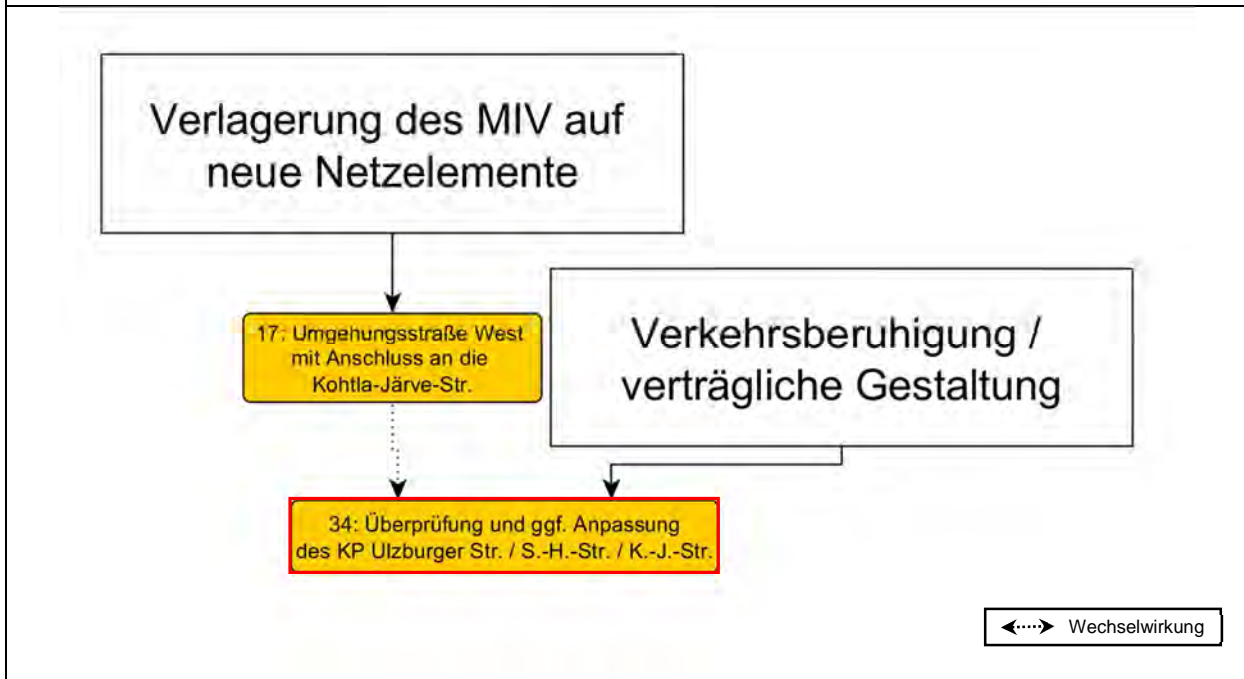 Verlagerung des MIV auf
neue Netzelemente
17: Umgehungsstraße West
mit Anschluss an die
Kohtla-Järve-Str.
Verkehrsberuhigung /
verträgliche Gestaltung
34: Überprüfung und ggf. Anpassung
des KP Ulzburger Str. / S.-H.-Str. / K.-J.-Str.
Wechselwirkung